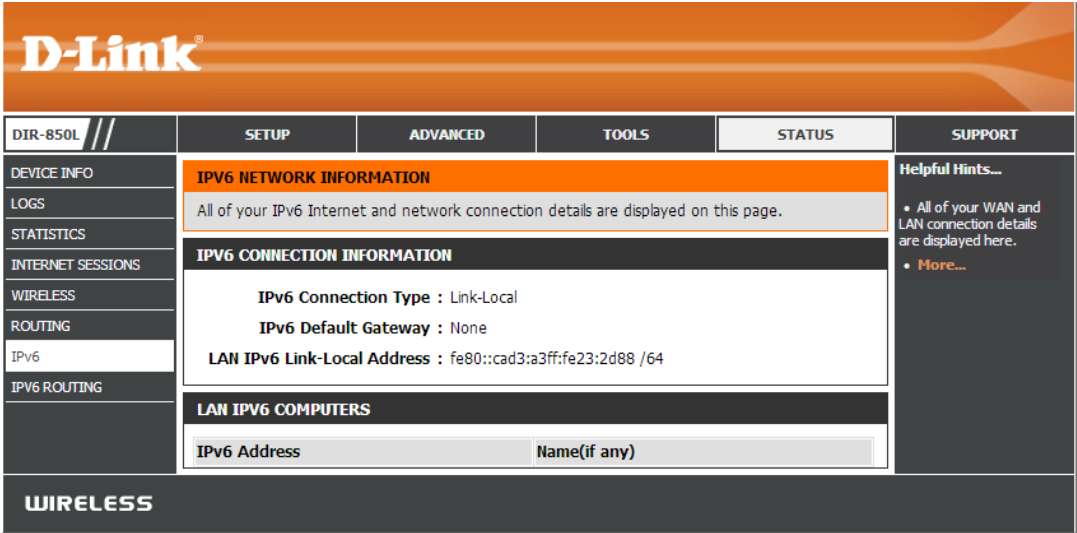 D-Link®
DIR-850L
SETUP
ADVANCED
TOOLS
STATUS
SUPPORT
DEVICE INFO
LOGS
STATISTICS
INTERNET SESSIONS
WIRELESS
ROUTING
IPv6
IPV6 ROUTING
IPV6 NETWORK INFORMATION
All of your IPv6 Internet and network connection details are displayed on this page.
IPV6 CONNECTION INFORMATION
IPv6 Connection Type : Link-Local
IPv6 Default Gateway : None
LAN IPv6 Link-Local Address : fe80::cad3:a3ff:fe23:2d88 /64
LAN IPV6 COMPUTERS
IPv6 Address Name(if any)
Helpful Hints...
• All of your WAN and
LAN connection details
are displayed here.
• More...
WIRELESS